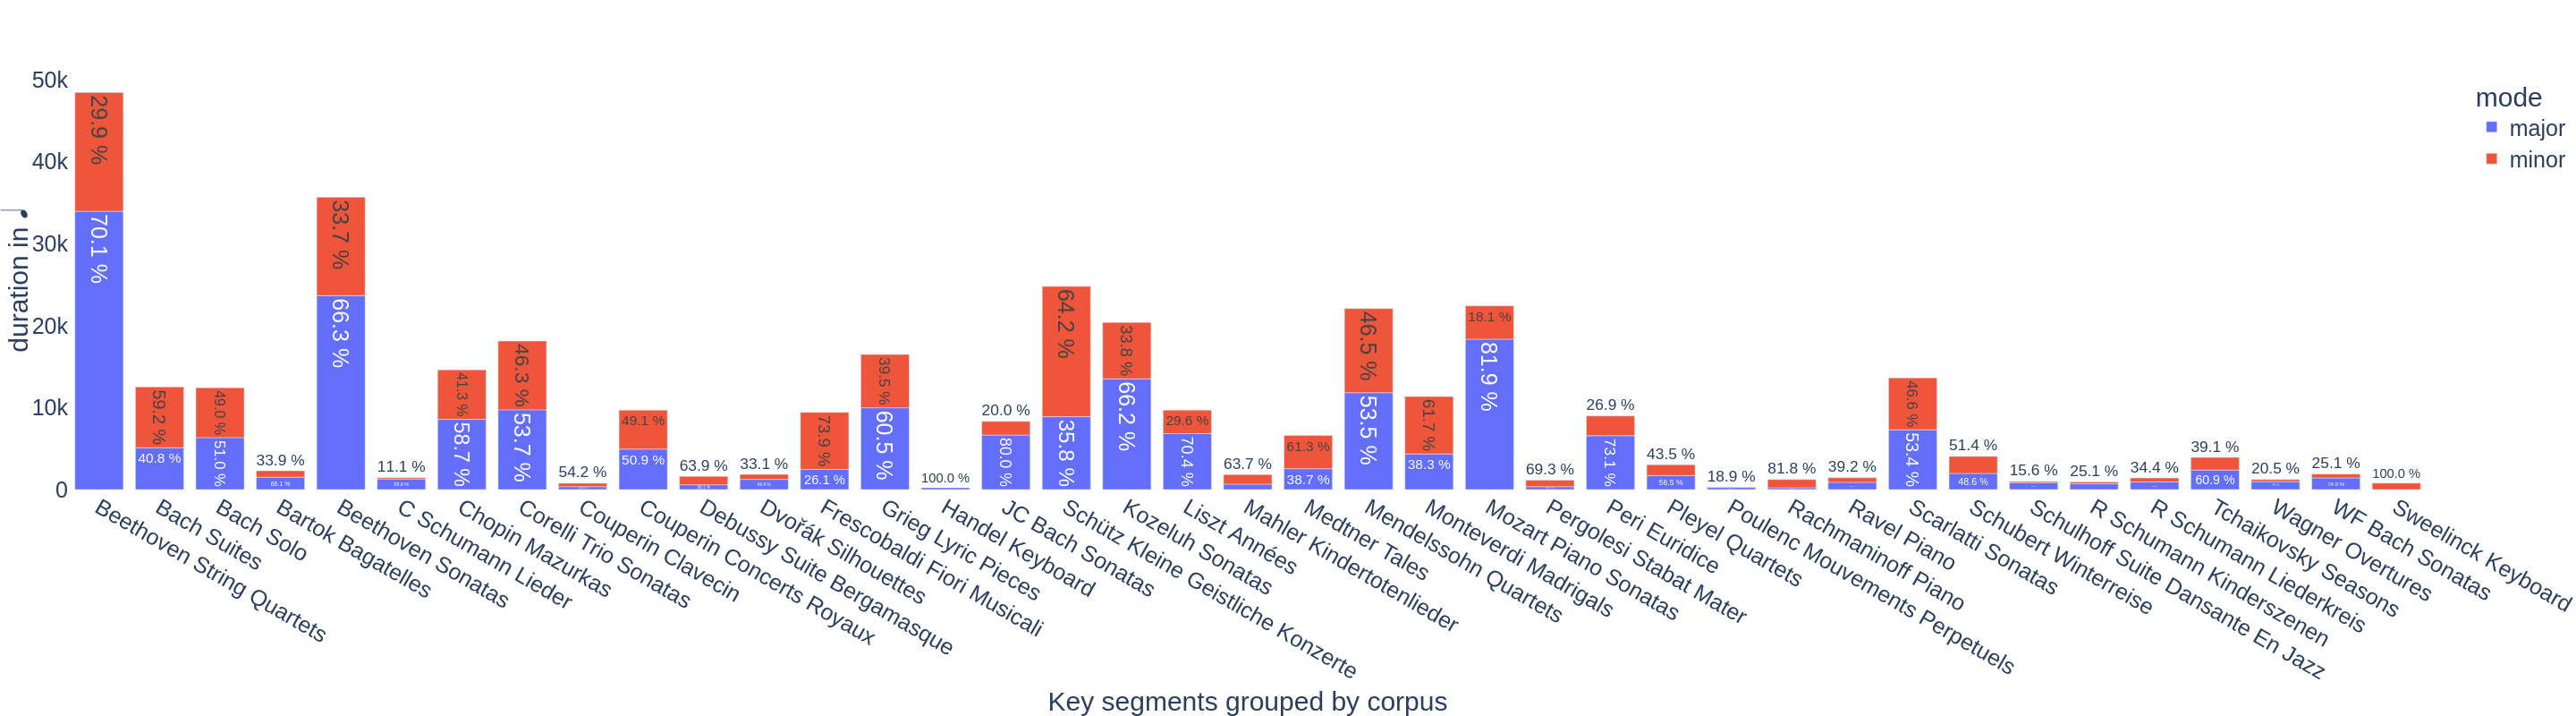 50k
40k
30k
20k
10k
0
duration in
mode
major
minor
29.9 %
70.1 %
59.2 %
40.8 %
49.0 %
51.0 %
33.9 %
66.1 %
33.7 %
66.3 %
11.1 %
88.9 %
41.3 %
58.7 %
46.3 %
53.7 %
54.2 %
49.1 %
50.9 %
63.9 %
33.1 %
66.9 %
73.9 %
26.1 %
39.5 %
60.5 %
100.0 %
20.0 %
80.0 %
64.2 %
35.8 %
33.8 %
66.2 %
29.6 %
70.4 %
63.7 %
61.3 %
38.7 %
46.5 %
53.5 %
61.7 %
38.3 %
18.1 %
81.9 %
69.3 %
26.9 %
73.1 %
43.5 %
56.5 %
18.9 %
81.8 %
39.2 %
46.6 %
53.4 %
51.4 %
48.6 %
15.6 %
25.1 %
34.4 %
39.1 %
60.9 %
20.5 %
25.1 %
74.9 %
100.0 %
Beethoven String Quartets
Bach Suites
Bach Solo
Bartok Bagatelles
Beethoven Sonatas
C Schumann Lieder
Chopin Mazurkas
Corelli Trio Sonatas
Couperin Clavecin
Couperin Concerts Royaux
Debussy Suite Bergamasque
Dvořák Silhouettes
Frescobaldi Fiori Musicali
Grieg Lyric Pieces
Handel Keyboard
JC Bach Sonatas
Schütz Kleine Geistliche Konzerte
Kozeluh Sonatas
Liszt Années
Mahler Kindertotenlieder
Medtner Tales
Mendelssohn Quartets
Monteverdi Madrigals
Mozart Piano Sonatas
Pergolesi Stabat Mater
Peri Euridice
Pleyel Quartets
Poulenc Mouvements Perpetuels
Rachmaninoff Piano
Ravel Piano
Scarlatti Sonatas
Schubert Winterreise
Schulhoff Suite Dansante En Jazz
R Schumann Kinderszenen
R Schumann Liederkreis
Tchaikovsky Seasons
Wagner Overtures
WF Bach Sonatas
Sweelinck Keyboard
Key segments grouped by corpus